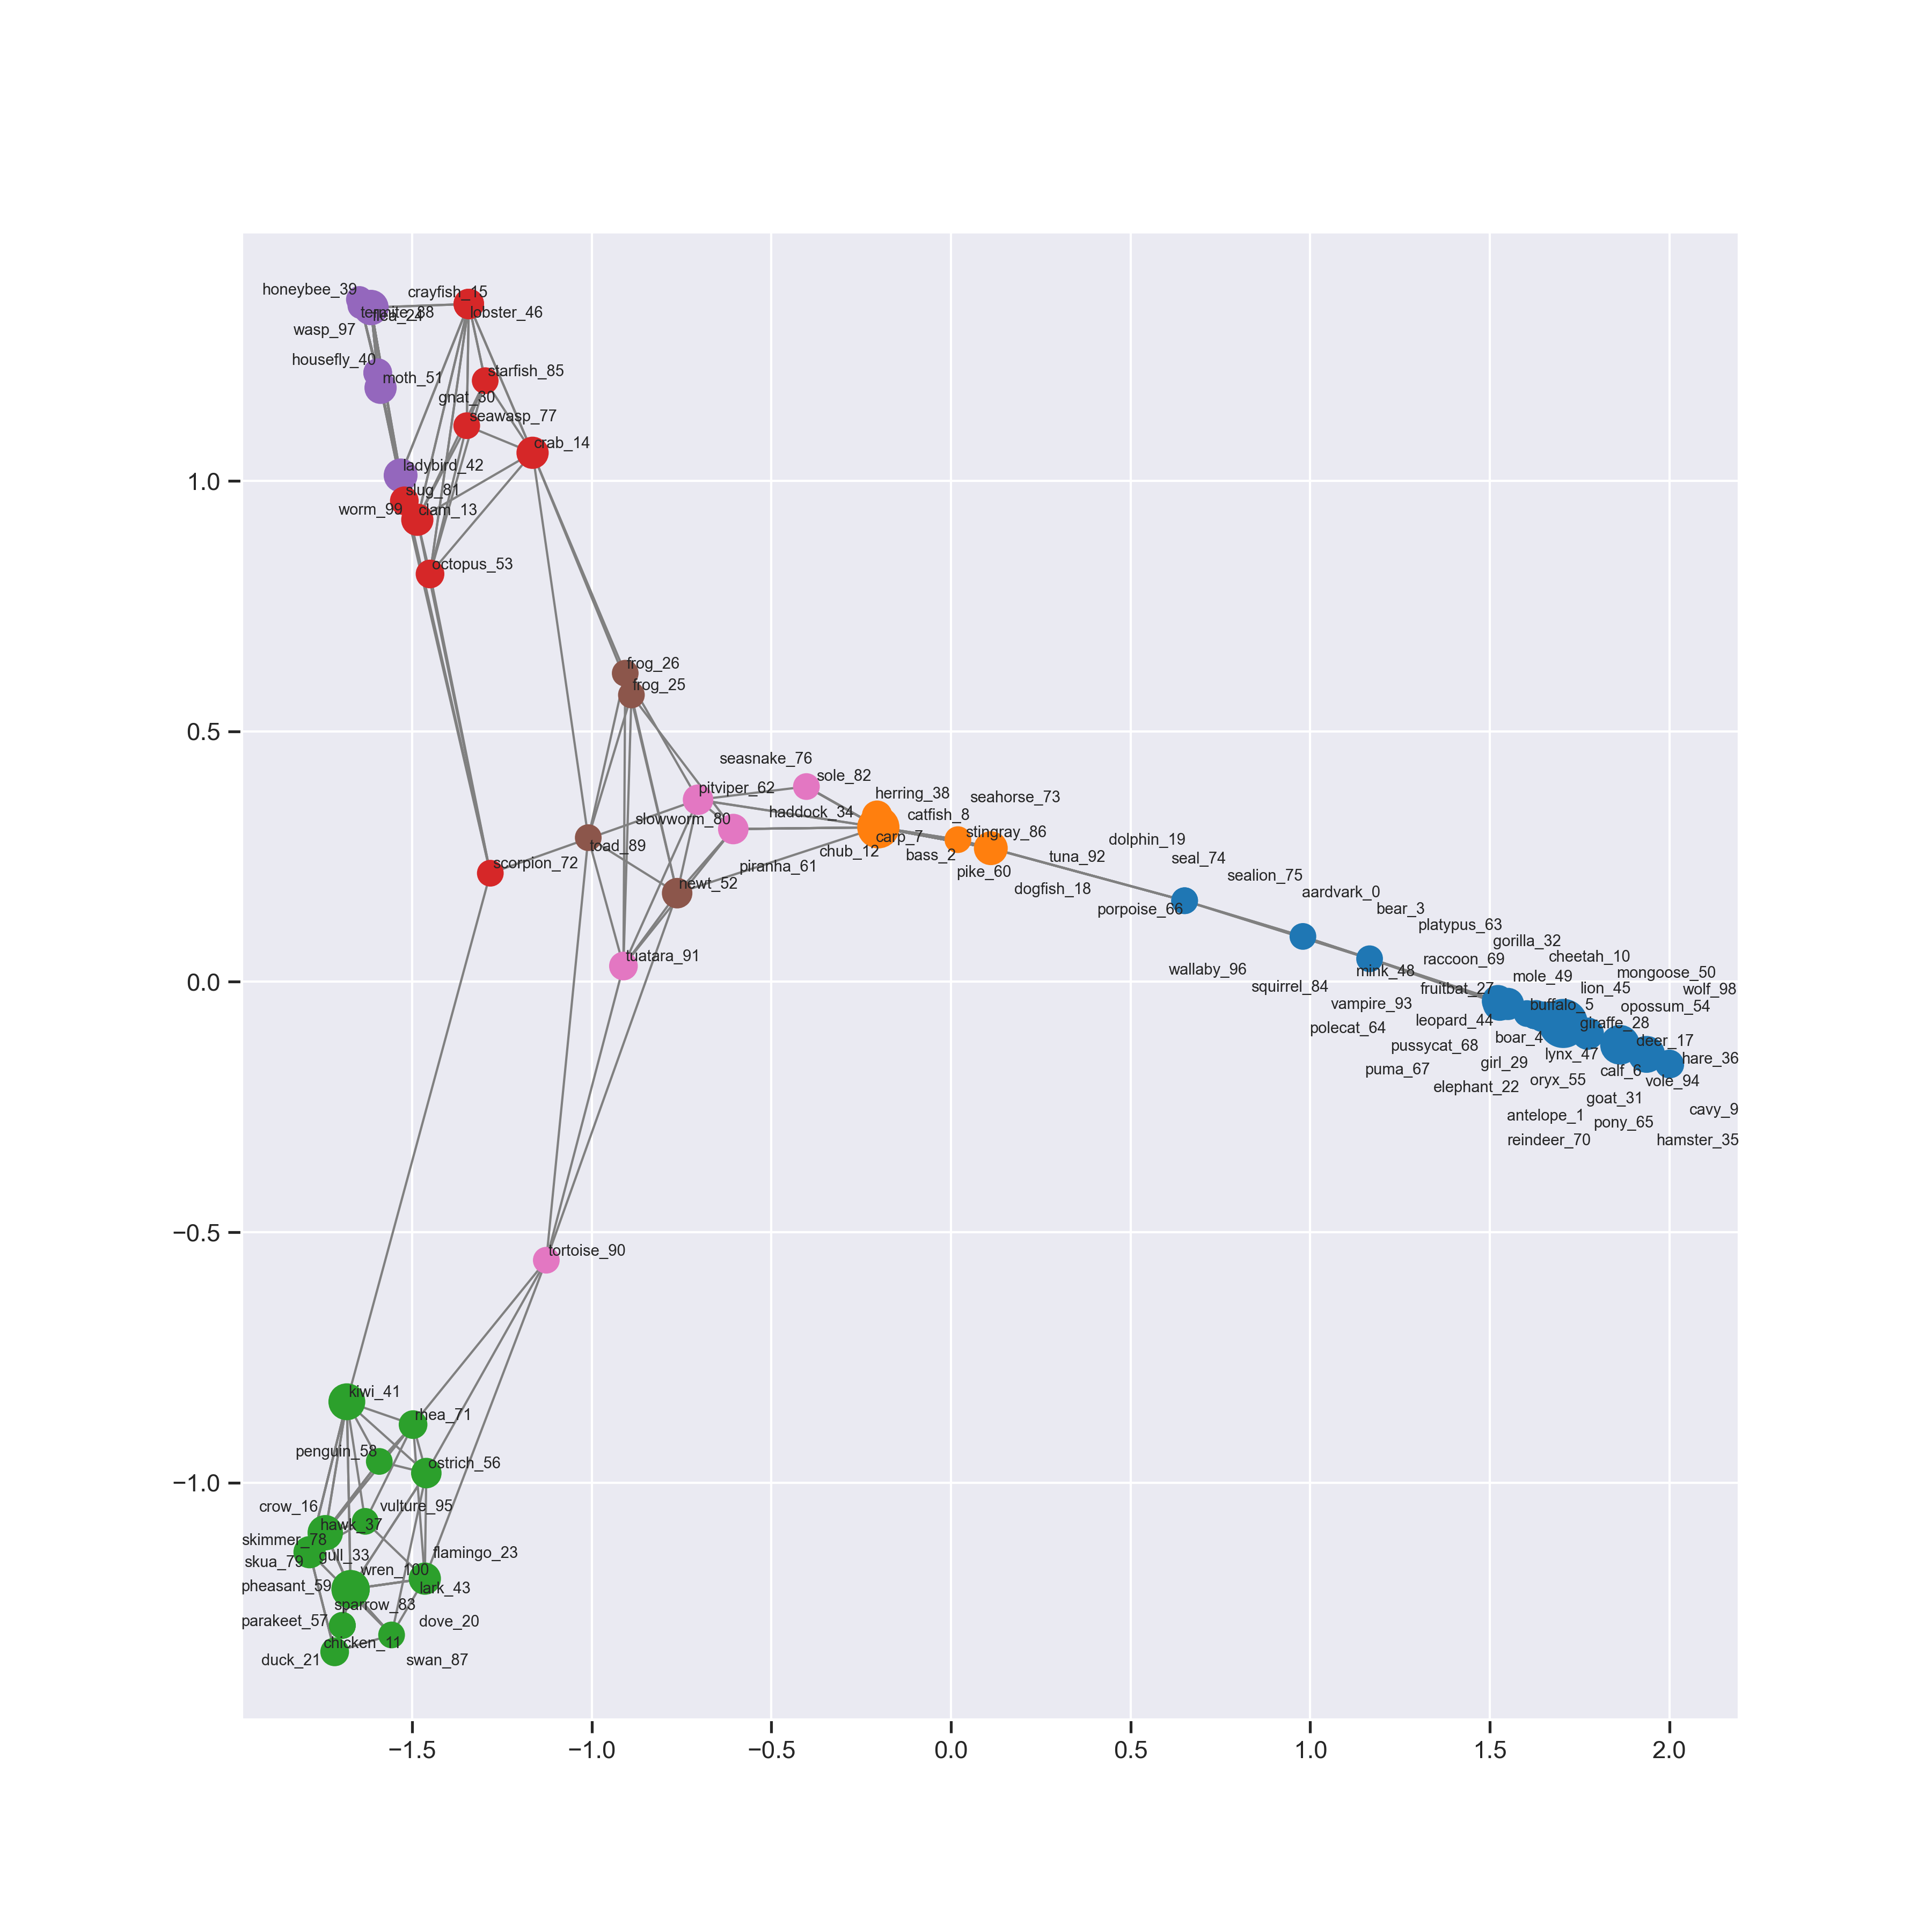 honeybee_39
crayfish_15
termite_88
flea_24
lobster_46
wasp_97
housefly_40
starfish_85
moth_51
gnat_30
seawasp_77
crab_14
ladybird_42
1.0
slug_81
worm_99
clam_13
octopus_53
frog_26
frog_25
0.5
seasnake_76
sole_82
pitviper_62
herring_38
seahorse_73
haddock_34
catfish_8
slowworm_80
stingray_86
carp_7
dolphin_19
toad_89
chub_12
bass_2
tuna_92
seal_74
scorpion_72
piranha_61
pike_60
sealion_75
newt_52
dogfish_18
aardvark_0
porpoise_66
bear_3
platypus_63
gorilla_32
tuatara_91
raccoon_69
cheetah_10
wallaby_96
mink_48
mole_49
mongoose_50
0.0
squirrel_84
fruitbat_27
lion_45
wolf_98
vampire_93
buffalo_5
opossum_54
polecat_64
leopard_44
giraffe_28
pussycat_68
boar_4
deer_17
puma_67
girl_29
lynx_47
hare_36
elephant_22
oryx_55
calf_6
vole_94
antelope_1
goat_31
cavy_9
pony_65
reindeer_70
hamster_35
−0.5
tortoise_90
kiwi_41
rhea_71
penguin_58
ostrich_56
−1.0
crow_16
vulture_95
hawk_37
skimmer_78
skua_79
gull_33
flamingo_23
wren_100
pheasant_59
lark_43
sparrow_83
parakeet_57
dove_20
chicken_11
duck_21
swan_87
−1.5 −1.0 −0.5 0.0 0.5 1.0 1.5 2.0